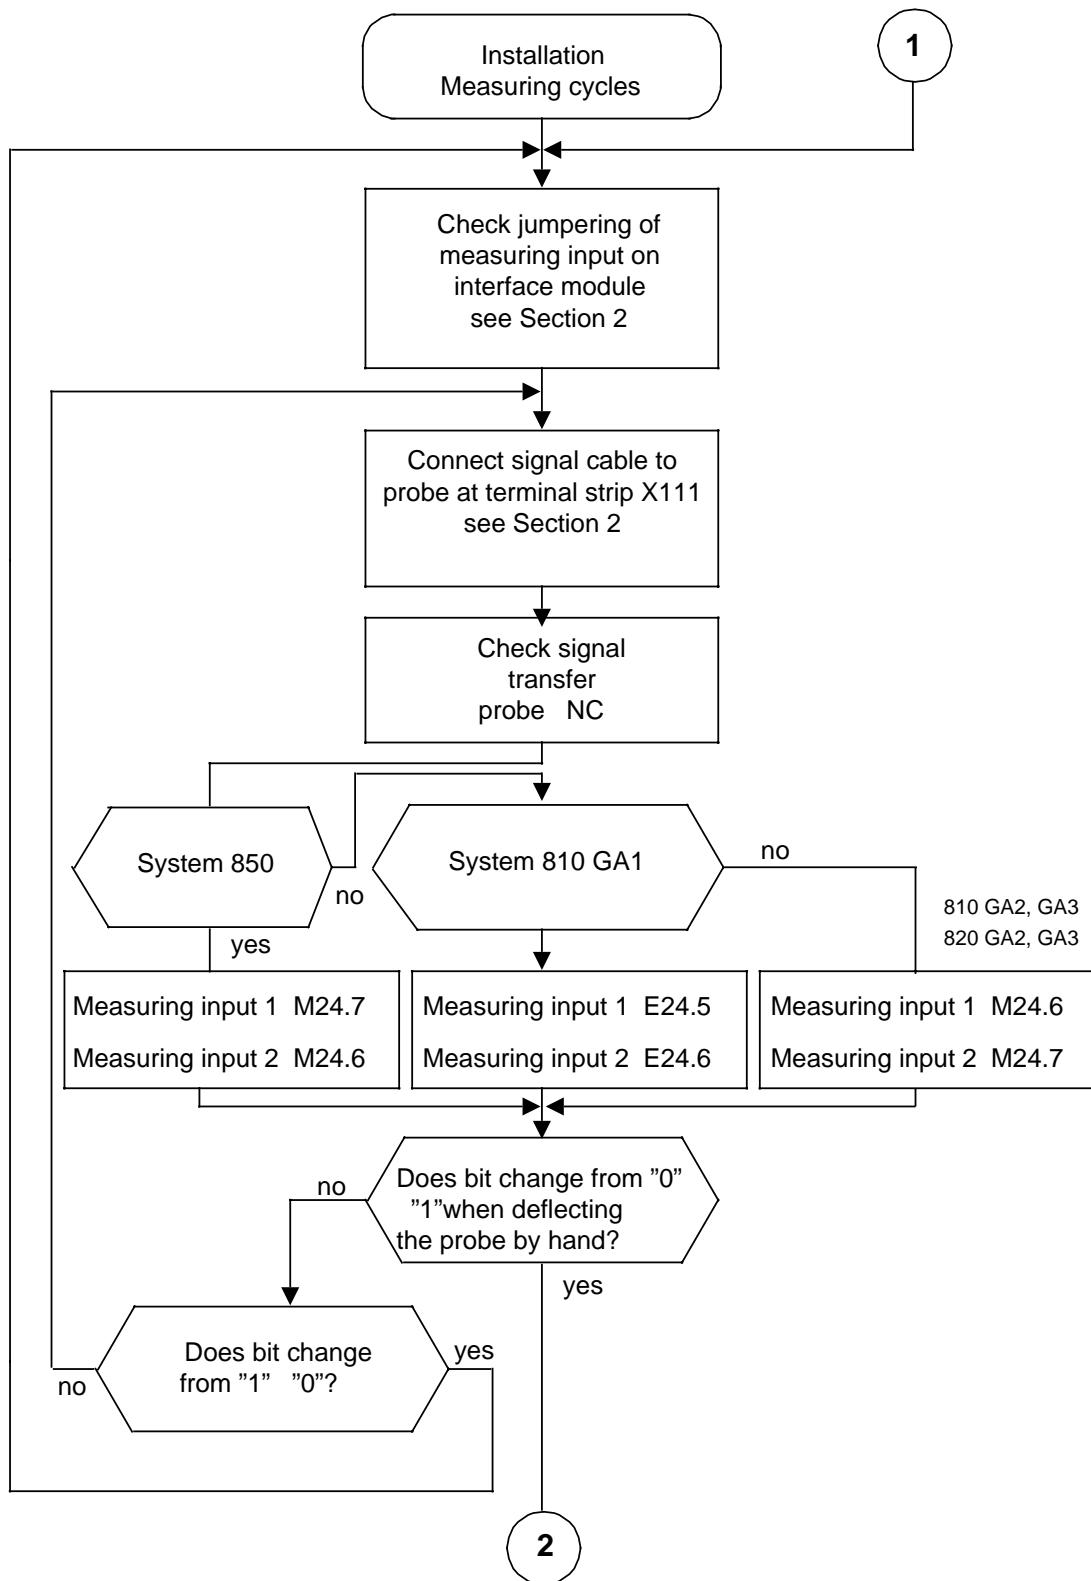 Installation
Measuring cycles
1
Check jumpering of
measuring input on
interface module
see Section 2
Connect signal cable to
probe at terminal strip X111
see Section 2
Check signal
transfer
probe NC
System 850
no
yes
System 810 GA1
no
810 GA2, GA3
820 GA2, GA3
Measuring input 1 M24.7
Measuring input 2 M24.6
Measuring input 1 E24.5
Measuring input 2 E24.6
Measuring input 1 M24.6
Measuring input 2 M24.7
no
Does bit change from ”0”
”1”when deflecting
the probe by hand?
yes
Does bit change
from ”1” ”0”?
yes
no
2